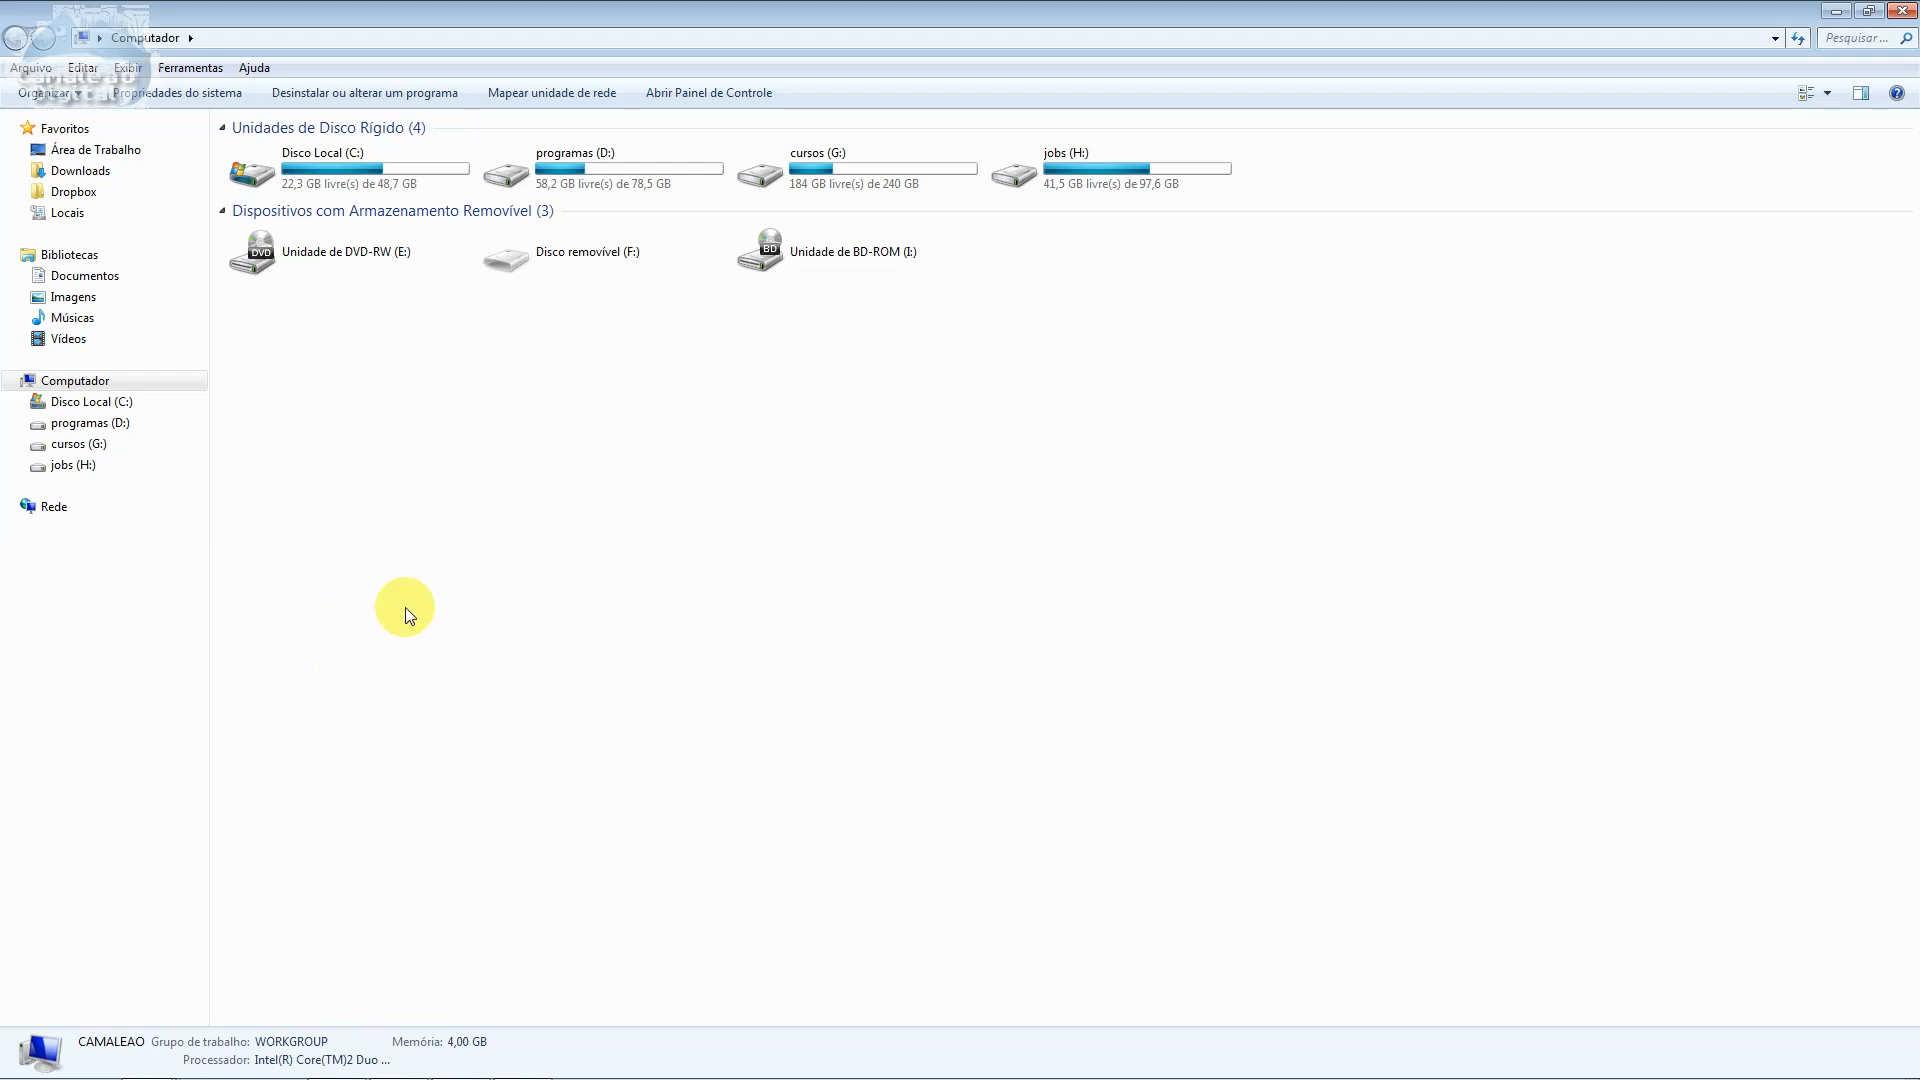 Computador
Pesquisar ...
Arquivo Editar Exibir Ferramentas Ajuda
Organizar Propriedades do sistema Desinstalar ou alterar um programa Mapear unidade de rede Abrir Painel de Controle
Favoritos
Área de Trabalho
Downloads
Dropbox
Locais
Bibliotecas
Documentos
Imagens
Músicas
Vídeos
Computador
Disco Local (C:)
programas (D:)
cursos (G:)
jobs (H:)
Rede
Unidades de Disco Rígido (4)
Disco Local (C:)
22,3 GB livre(s) de 48,7 GB
programas (D:)
58,2 GB livre(s) de 78,5 GB
cursos (G:)
184 GB livre(s) de 240 GB
jobs (H:)
41,5 GB livre(s) de 97,6 GB
Dispositivos com Armazenamento Removível (3)
DVD
Unidade de DVD-RW (E:)
Disco removível (F:)
BD
Unidade de BD-ROM (I:)
CAMALEAO Grupo de trabalho: WORKGROUP Memória: 4,00 GB
Processador: Intel(R) Core(TM)2 Duo ...